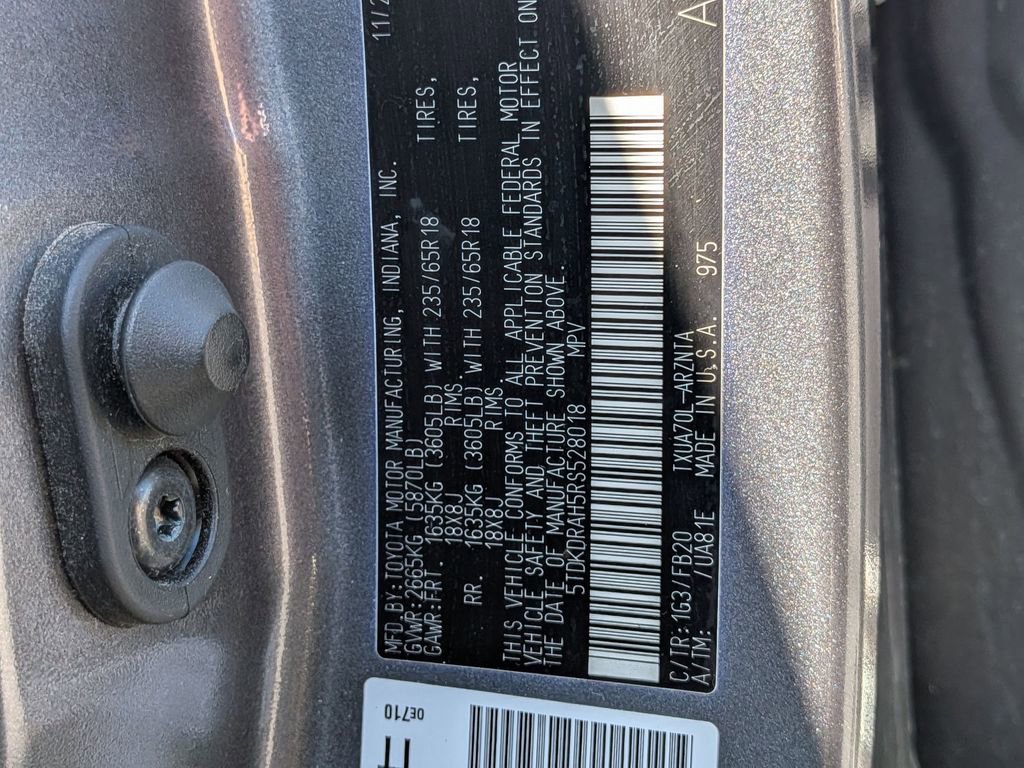 MFD.BY:TOYOTA MOTOR MANUFACTURING, INDIANA, INC. 11/2
GVWR:2665KG (5870LB)
GAWR:FRT. 1635KG (3605LB) WITH 235/65R18 TIRES,
18X8J RIMS.
RR. 1635KG (3605LB) WITH 235/65R18 TIRES,
18X8J RIMS.
THIS VEHICLE CONFORMS TO ALL APPLICABLE FEDERAL MOTOR
VEHICLE SAFETY AND THEFT PREVENTION STANDARDS IN EFFECT ON
THE DATE OF MANUFACTURE SHOWN ABOVE.
5TDKDRAH5RS528018 MPV
C/TR:1G3/FB20 TXUA70L-ARZNTA A
A/TM: /UA81E MADE IN U.S.A. 975
0E710